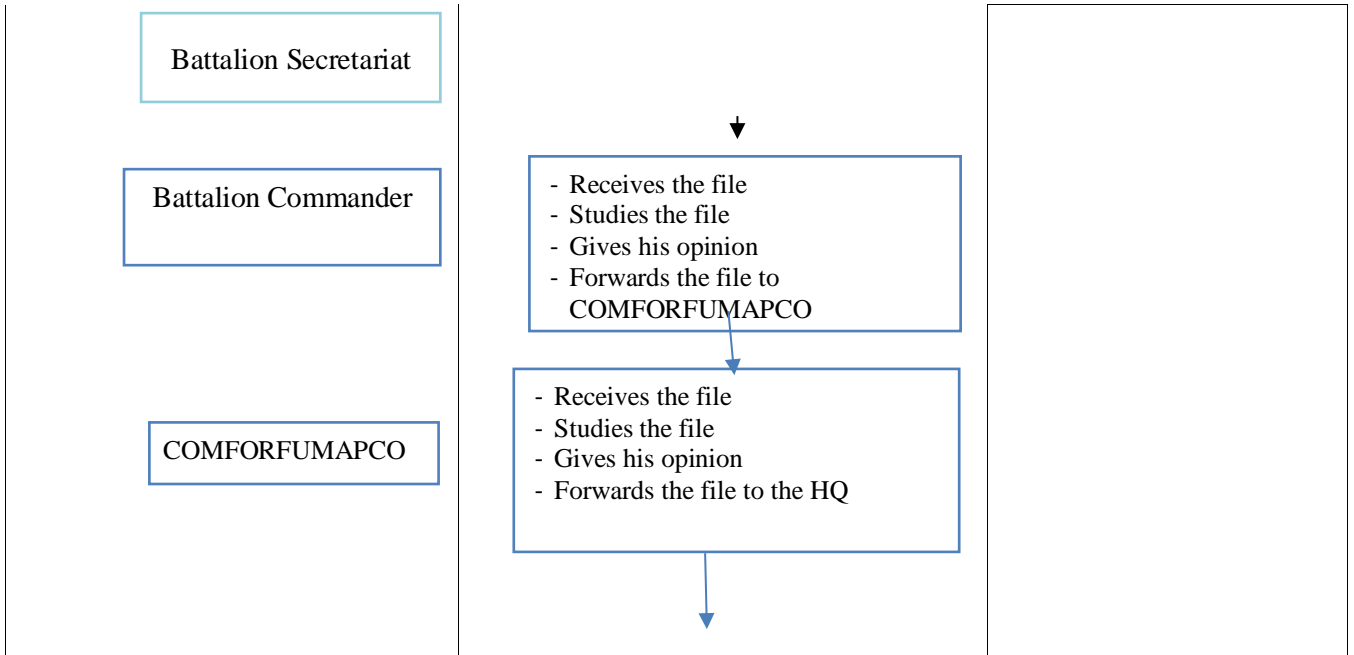 Battalion Secretariat
Battalion Commander
- Receives the file
- Studies the file
- Gives his opinion
- Forwards the file to
COMFORFUMAPCO
COMFORFUMAPCO
- Receives the file
- Studies the file
- Gives his opinion
- Forwards the file to the HQ